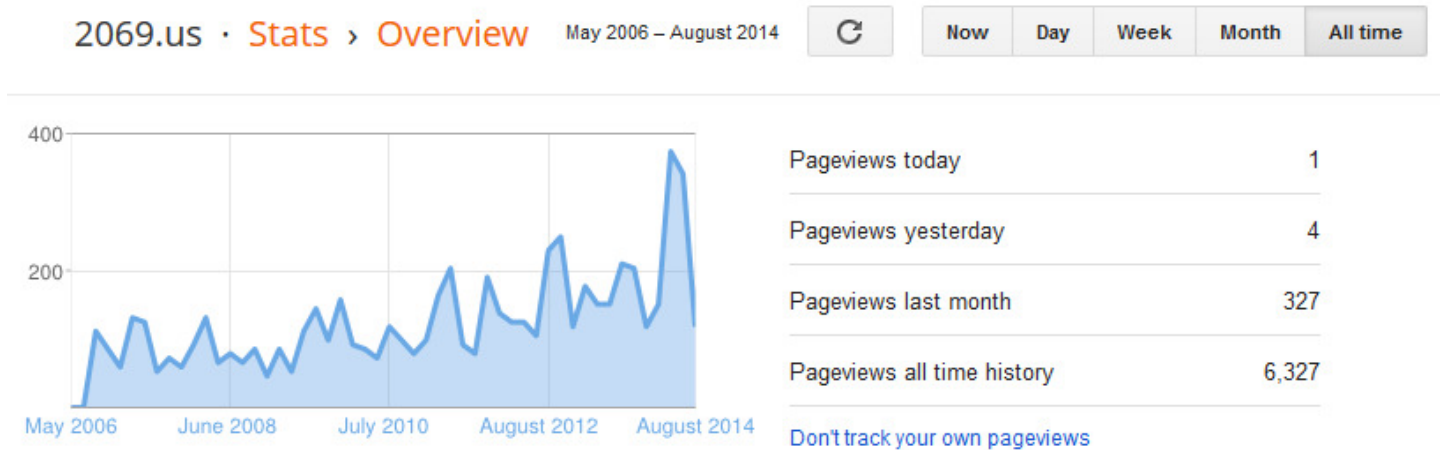 2069.us · Stats › Overview May 2006 – August 2014 Now Day Week Month All time
400
200
May 2006 June 2008 July 2010 August 2012 August 2014
Pageviews today 1
Pageviews yesterday 4
Pageviews last month 327
Pageviews all time history 6,327
Don't track your own pageviews